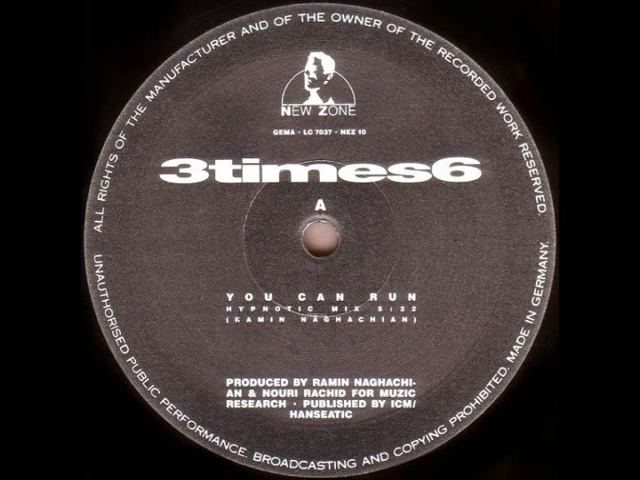 ALL RIGHTS OF THE MANUFACTURER AND OF THE OWNER OF THE RECORDED WORK RESERVED.
NEW ZONE
GEMA · LC 7037 · NEZ 10
3times6
A
YOU CAN RUN
HYPNOTIC MIX 5:22
(RAMIN NAGHACHIAN)
PRODUCED BY RAMIN NAGHACHI-
AN & NOURI RACHID FOR MUZIC
RESEARCH · PUBLISHED BY ICM/
HANSEATIC
UNAUTHORISED PUBLIC PERFORMANCE, BROADCASTING AND COPYING PROHIBITED. MADE IN GERMANY.